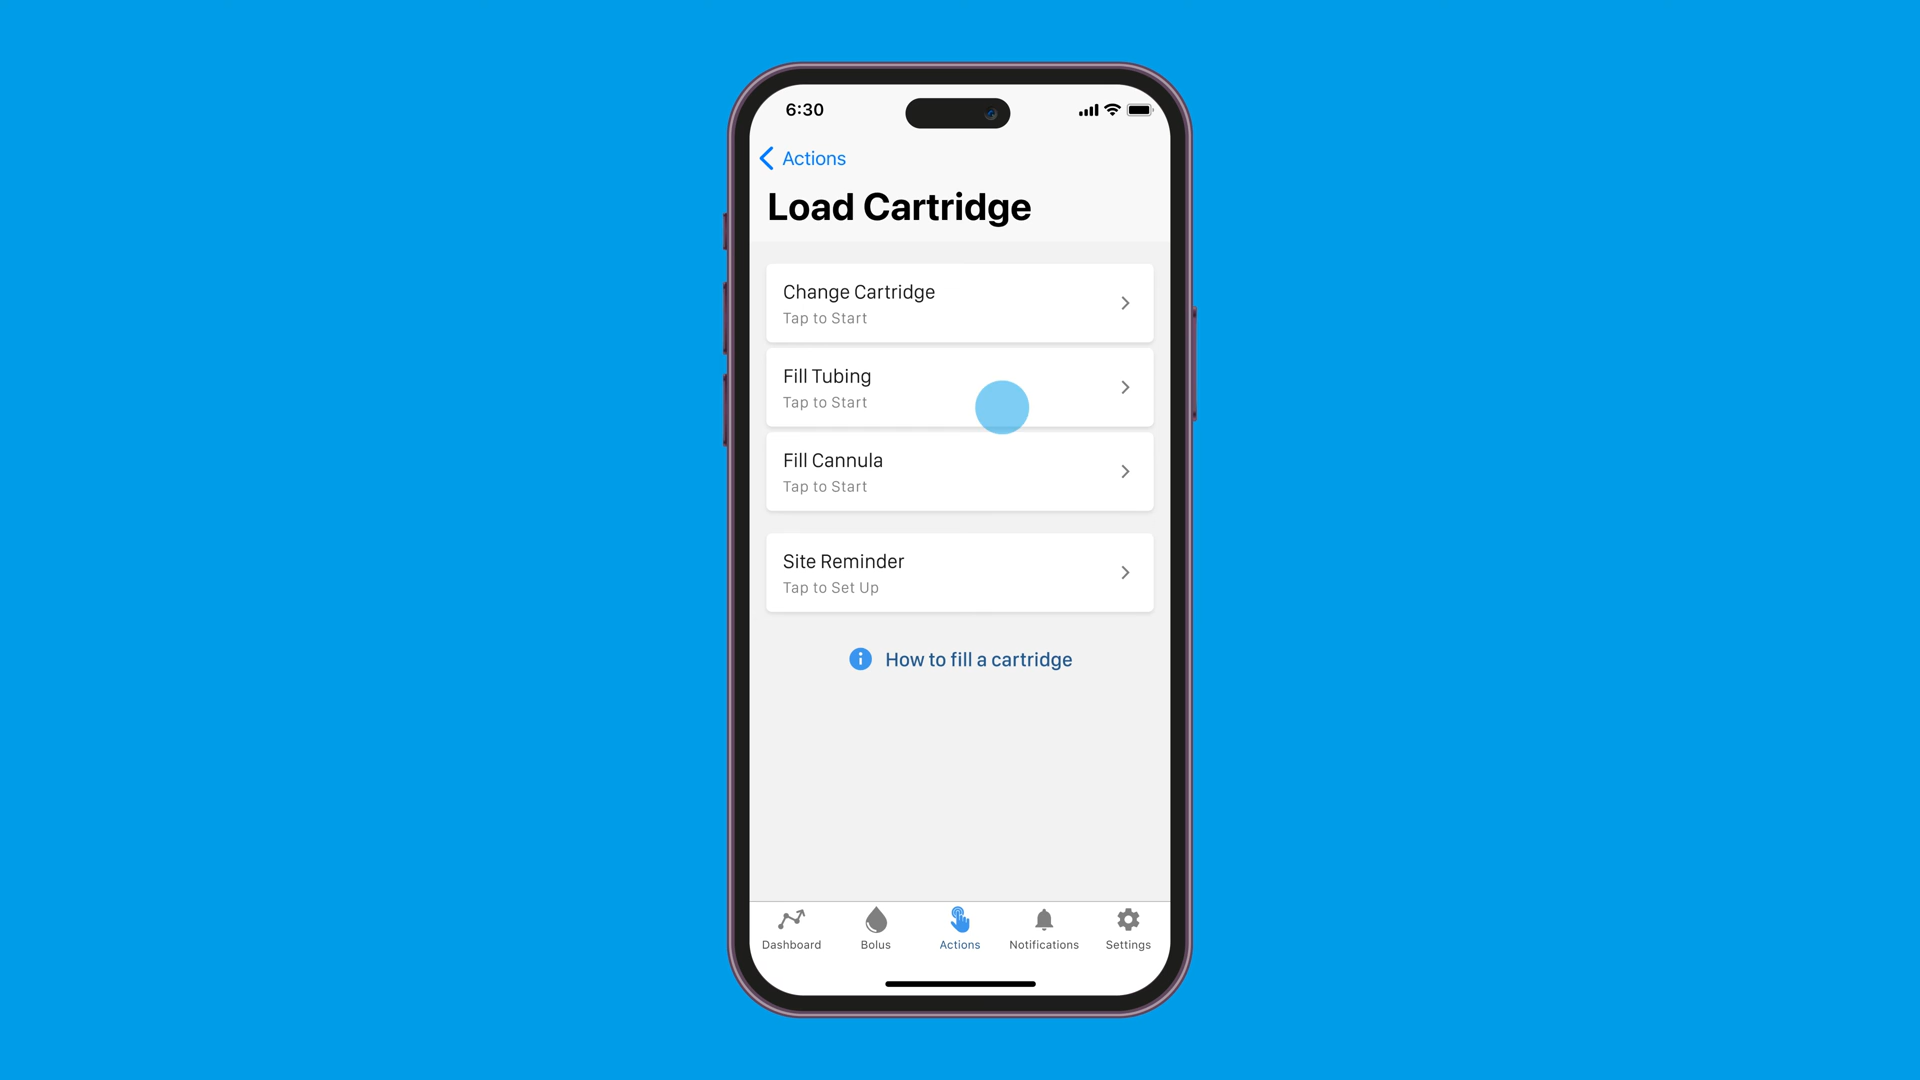 6:30
Actions
Load Cartridge
Change Cartridge
Tap to Start
Fill Tubing
Tap to Start
Fill Cannula
Tap to Start
Site Reminder
Tap to Set Up
How to fill a cartridge
Dashboard Bolus Actions Notifications Settings